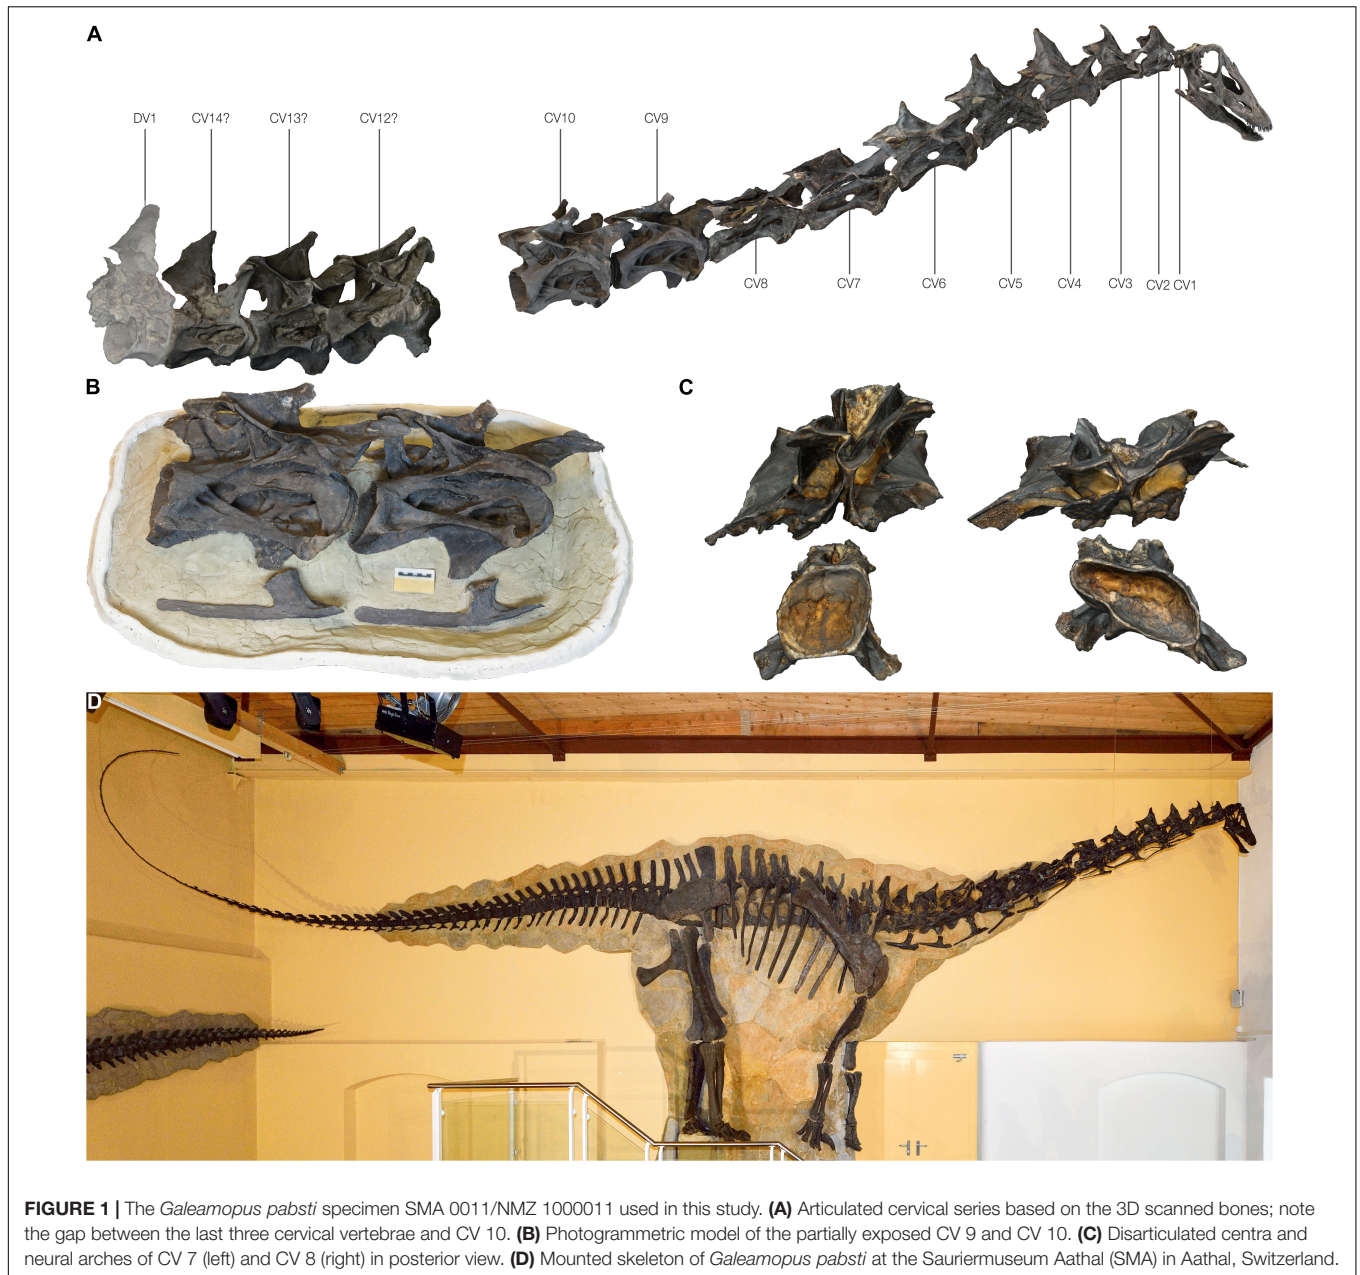 A
DV1 CV14? CV13? CV12? CV10 CV9
CV8 CV7 CV6 CV5 CV4 CV3 CV2 CV1
B
C
D
FIGURE 1 | The Galeamopus pabsti specimen SMA 0011/NMZ 1000011 used in this study. (A) Articulated cervical series based on the 3D scanned bones; note
the gap between the last three cervical vertebrae and CV 10. (B) Photogrammetric model of the partially exposed CV 9 and CV 10. (C) Disarticulated centra and
neural arches of CV 7 (left) and CV 8 (right) in posterior view. (D) Mounted skeleton of Galeamopus pabsti at the Sauriermuseum Aathal (SMA) in Aathal, Switzerland.